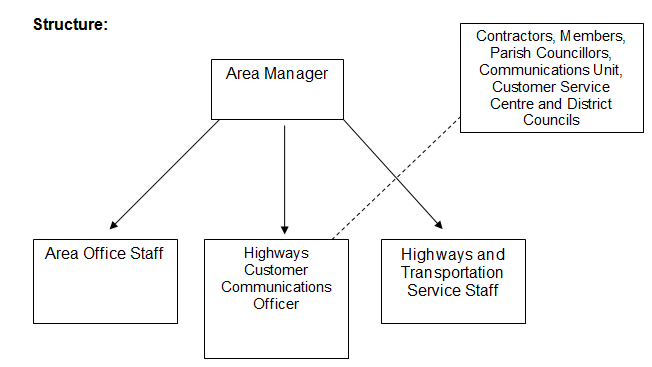 Structure:
Contractors, Members,
Parish Councillors,
Communications Unit,
Customer Service
Centre and District
Councils
Area Manager
Area Office Staff
Highways
Customer
Communications
Officer
Highways and
Transportation
Service Staff